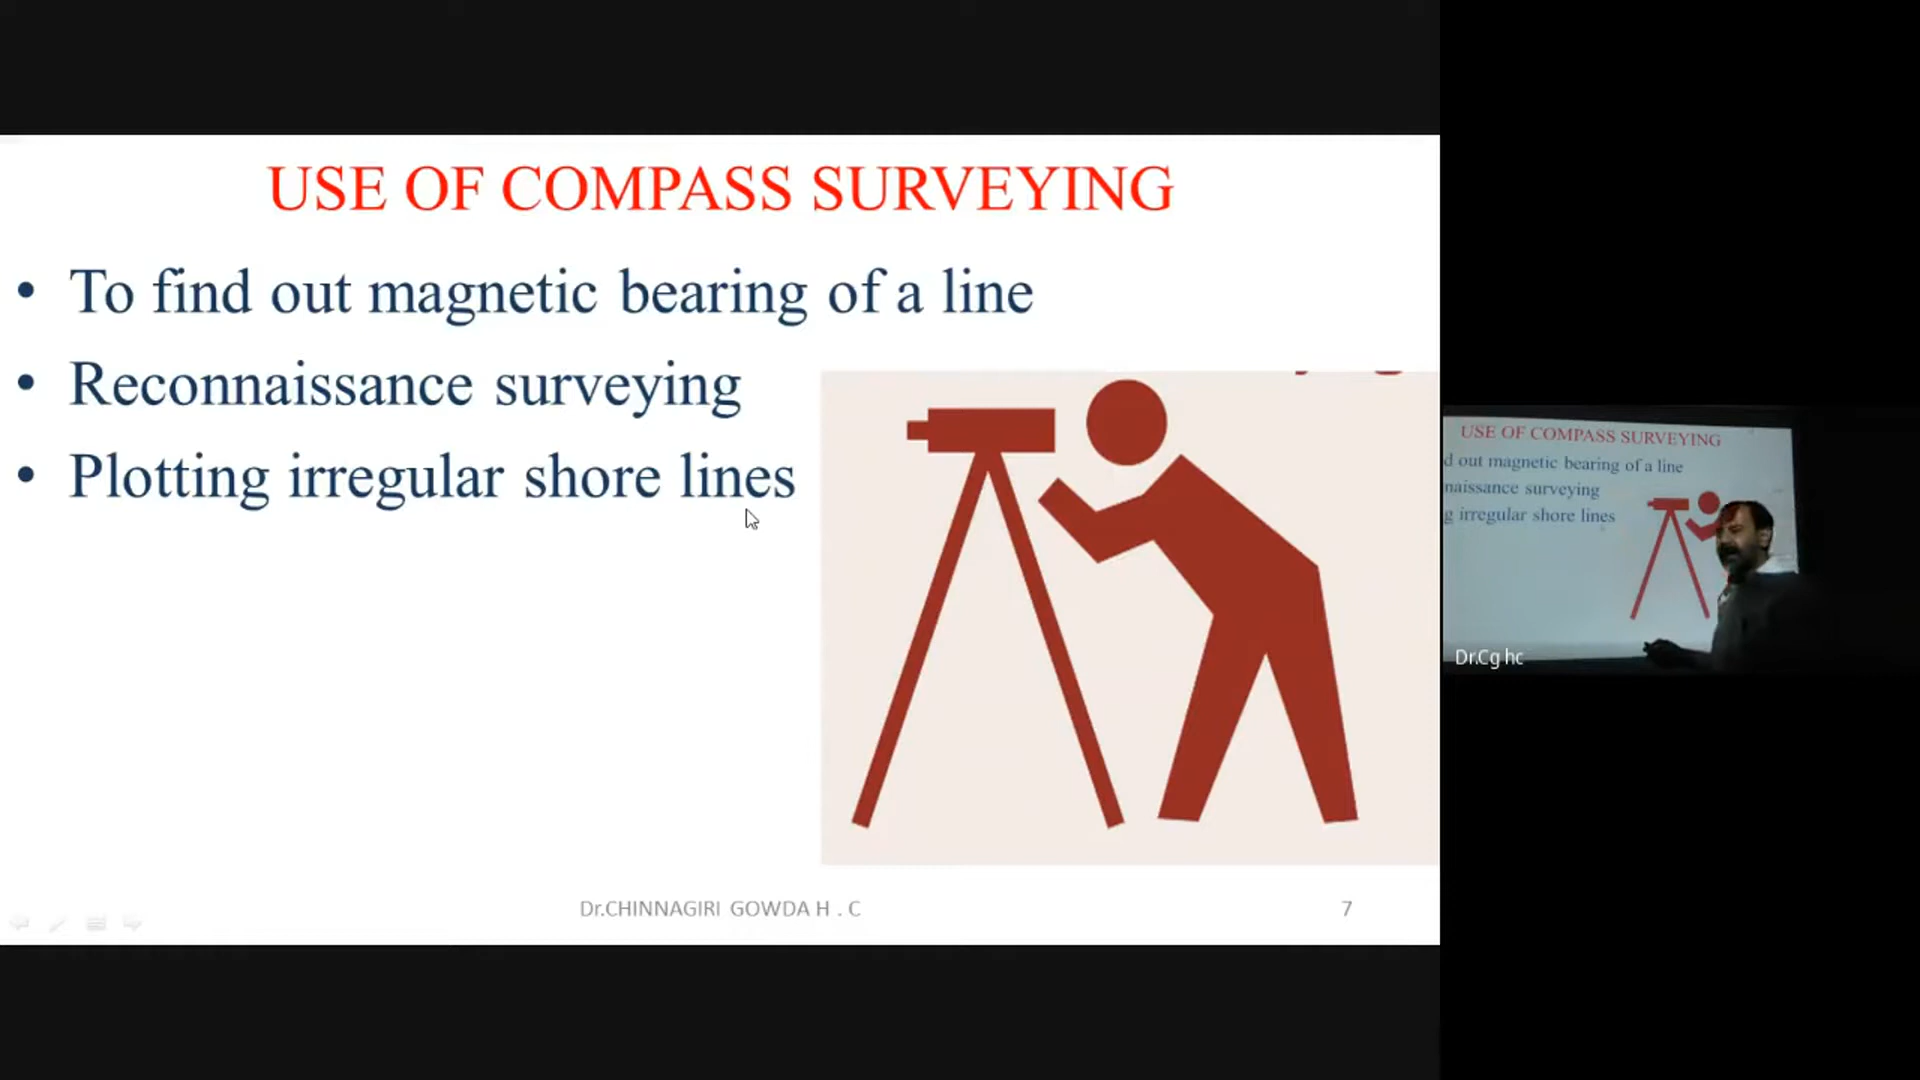 USE OF COMPASS SURVEYING
• To find out magnetic bearing of a line
• Reconnaissance surveying
• Plotting irregular shore lines
Dr.CHINNAGIRI GOWDA H . C
7
USE OF COMPASS SURVEYING
d out magnetic bearing of a line
naissance surveying
g irregular shore lines
Dr.Cg hc